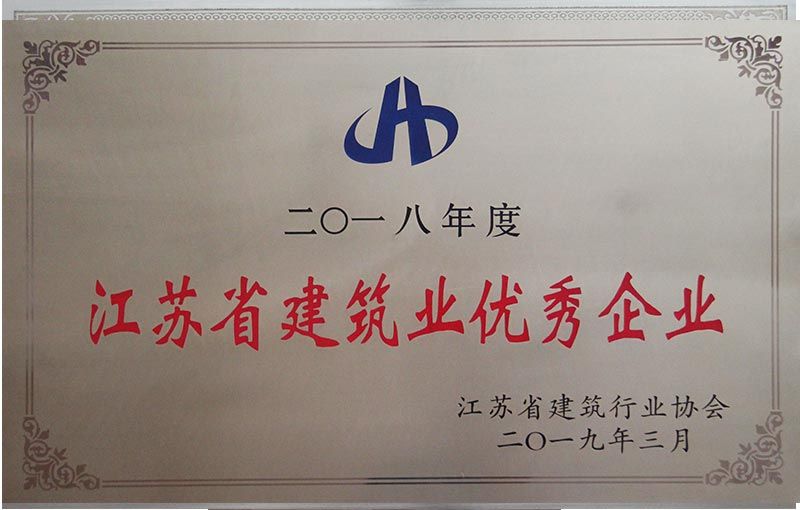 二〇一八年度
江苏省建筑业优秀企业
江苏省建筑行业协会
二〇一九年三月